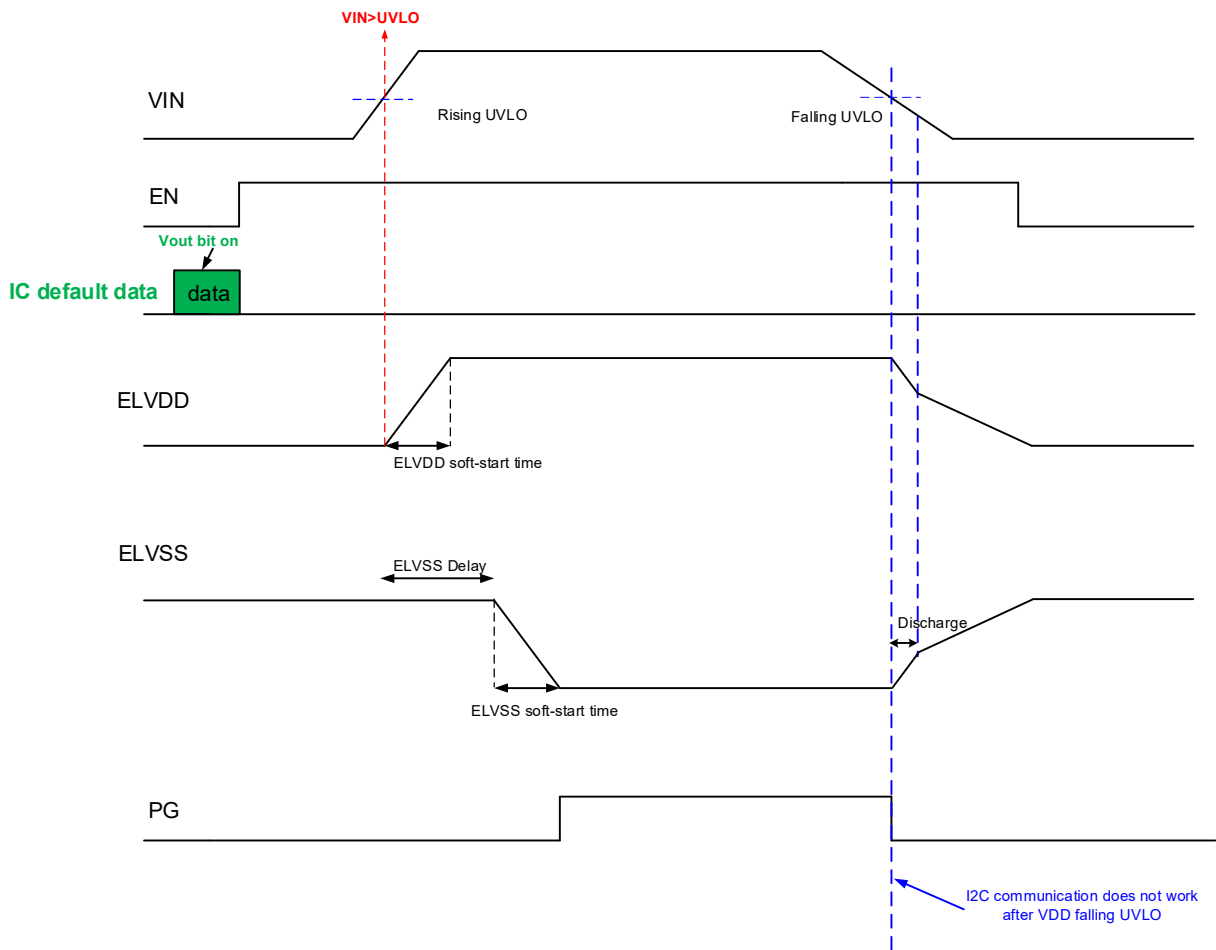 VIN>UVLO
VIN
Rising UVLO
Falling UVLO
EN
Vout bit on
IC default data
data
ELVDD
ELVDD soft-start time
ELVSS
ELVSS Delay
Discharge
ELVSS soft-start time
PG
I2C communication does not work
after VDD falling UVLO